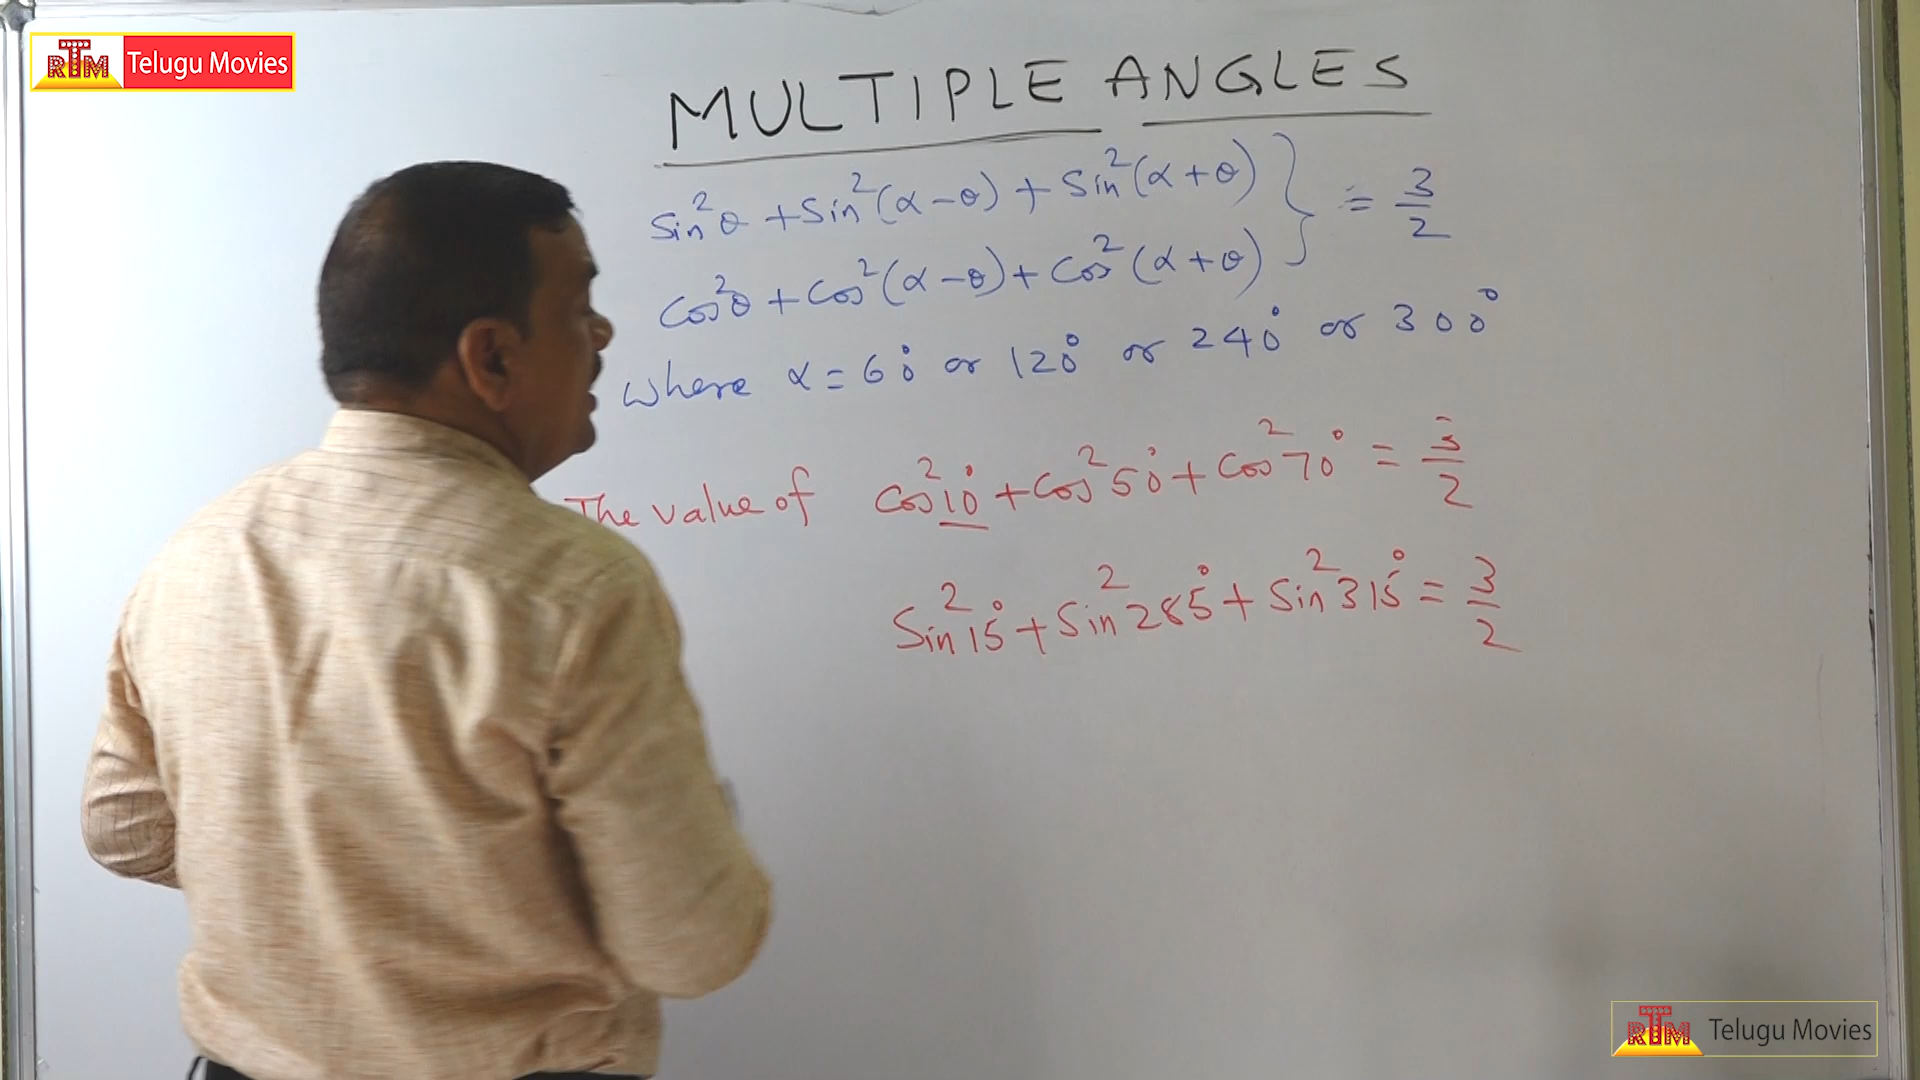 RTM Telugu Movies
MULTIPLE ANGLES
Sin²θ + Sin²(α - θ) + Sin²(α + θ) } = 3/2
Cos²θ + Cos²(α - θ) + Cos²(α + θ)
where α = 60° or 120° or 240° or 300°
The value of Cos²10° + Cos²50° + Cos²70° = 3/2
Sin²15° + Sin²285° + Sin²315° = 3/2
RTM Telugu Movies